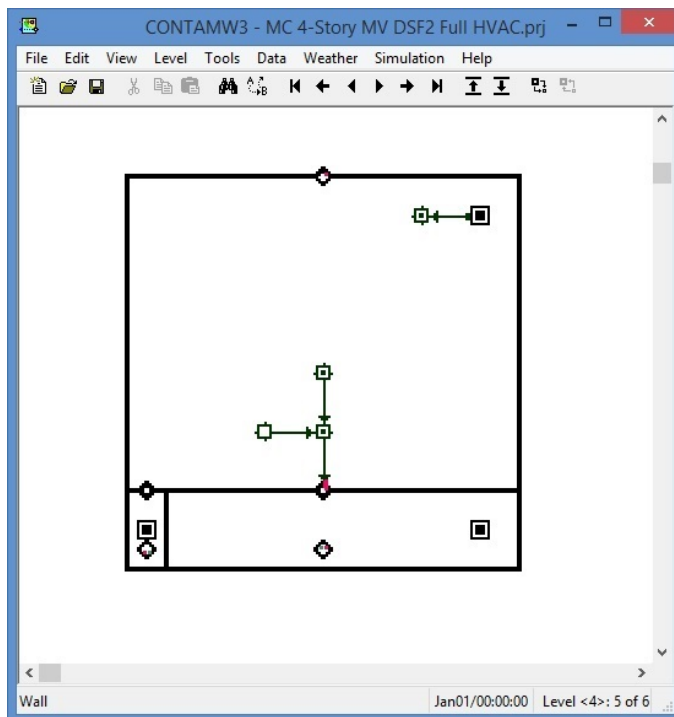 CONTAMW3 - MC 4-Story MV DSF2 Full HVAC.prj
File Edit View Level Tools Data Weather Simulation Help
Wall Jan01/00:00:00 Level <4>: 5 of 6